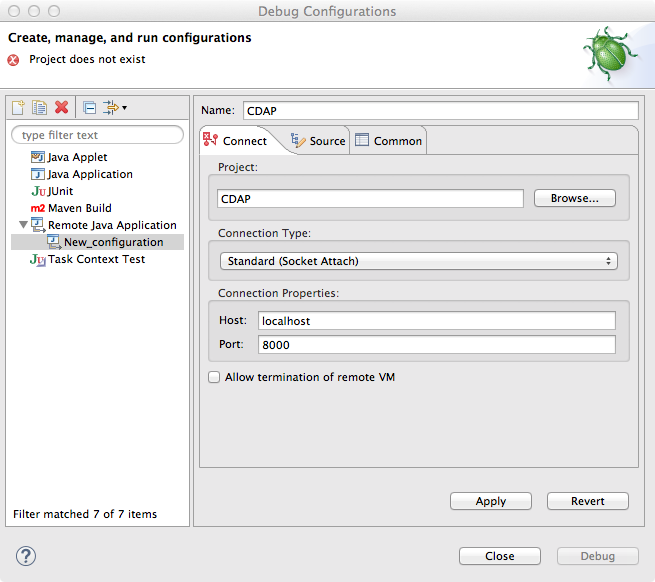 Debug Configurations
Create, manage, and run configurations
Project does not exist
Name: CDAP
type filter text
Connect Source Common
Java Applet
Java Application
JUnit
Maven Build
Remote Java Application
New_configuration
Task Context Test
Project:
CDAP Browse...
Connection Type:
Standard (Socket Attach)
Connection Properties:
Host: localhost
Port: 8000
Allow termination of remote VM
Apply Revert
Filter matched 7 of 7 items
? Close Debug